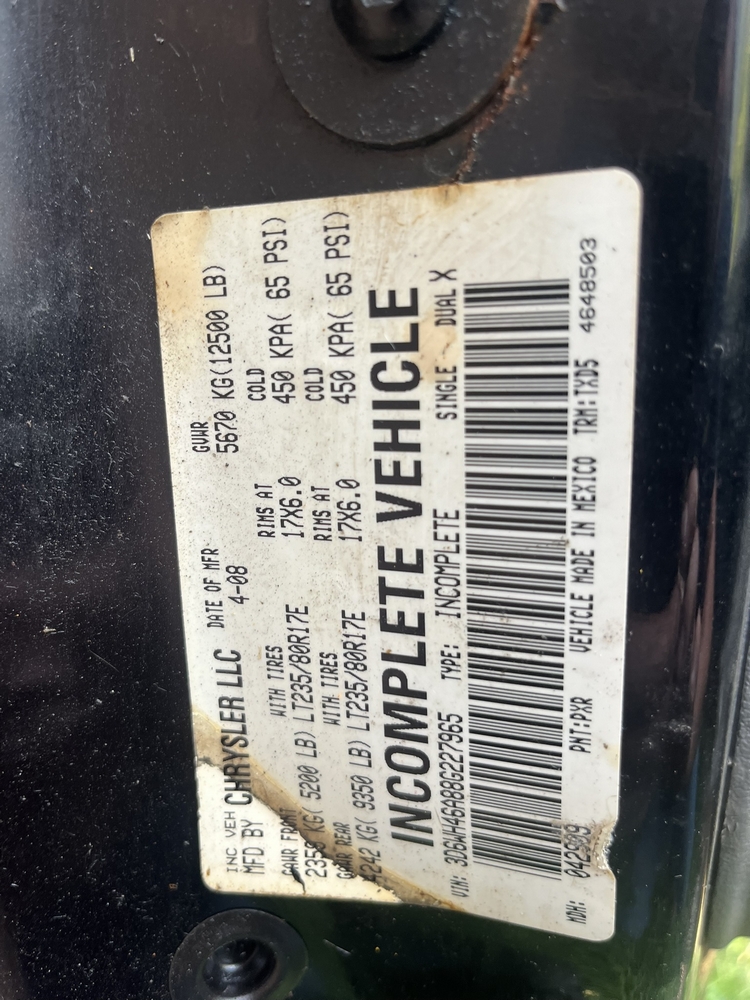 INC VEH DATE OF MFR GVWR
MFD BY CHRYSLER LLC 4-08 5670 KG(12500 LB)
GAWR FRONT WITH TIRES RIMS AT COLD
2359 KG( 5200 LB) LT235/80R17E 17X6.0 450 KPA( 65 PSI)
GAWR REAR WITH TIRES RIMS AT COLD
4242 KG( 9350 LB) LT235/80R17E 17X6.0 450 KPA( 65 PSI)
INCOMPLETE VEHICLE
VIN: 3D6WH46A88G227965 TYPE: INCOMPLETE SINGLE DUAL X
MDH: PNT:PXR VEHICLE MADE IN MEXICO TRM:TXD5 4648503